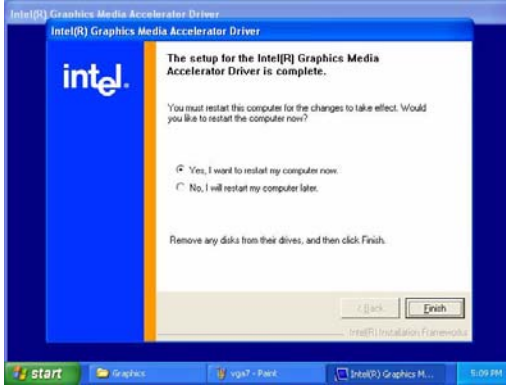 Intel(R) Graphics Media Accelerator Driver
Intel(R) Graphics Media Accelerator Driver
intel.
The setup for the Intel(R) Graphics Media
Accelerator Driver is complete.
You must restart this computer for the changes to take effect. Would
you like to restart the computer now?
Yes, I want to restart my computer now.
No, I will restart my computer later.
Remove any disks from their drives, and then click Finish.
< Back
Finish
Intel(R) Installation Frameworks
start
Graphics
vga7 - Paint
Intel(R) Graphics M...
5:09 PM